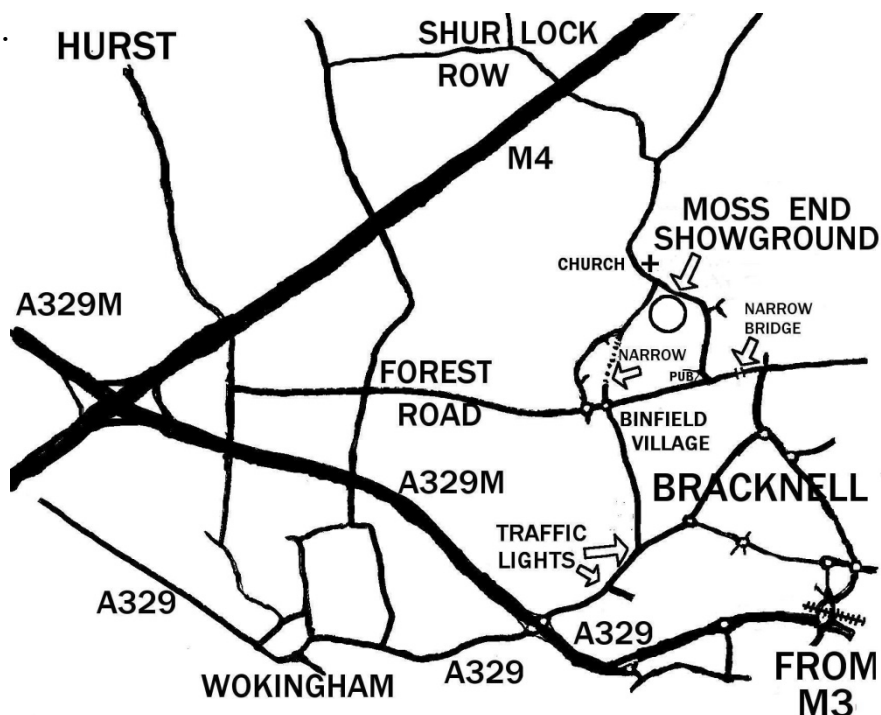 .
HURST
SHUR LOCK
ROW
M4
MOSS END
SHOWGROUND
CHURCH
A329M
NARROW
BRIDGE
NARROW
FOREST
PUB
ROAD
BINFIELD
VILLAGE
A329M
BRACKNELL
TRAFFIC
LIGHTS
A329
A329
A329
FROM
WOKINGHAM
M3